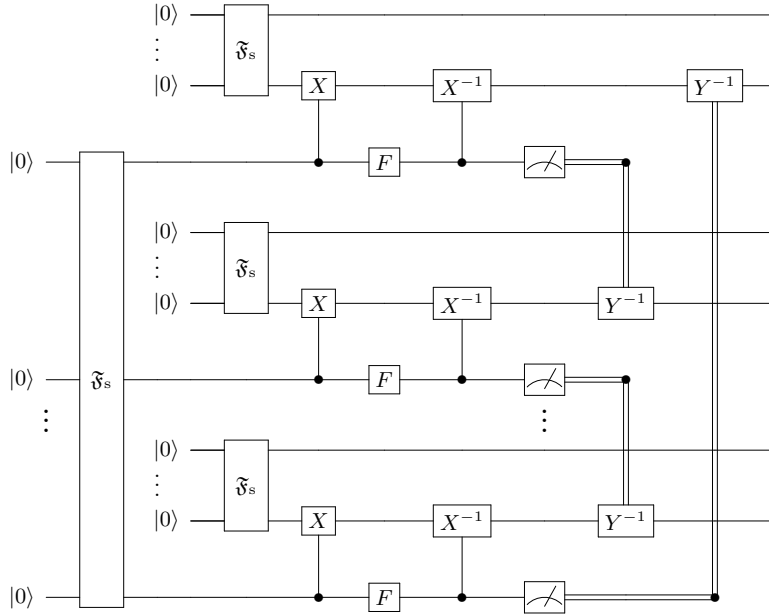 |0⟩
⋮ 𝔉ₛ
|0⟩ X X⁻¹ Y⁻¹
|0⟩ F
|0⟩
⋮ 𝔉ₛ
|0⟩ X X⁻¹ Y⁻¹
|0⟩ 𝔉ₛ F
⋮ ⋮
|0⟩
⋮ 𝔉ₛ
|0⟩ X X⁻¹ Y⁻¹
|0⟩ F